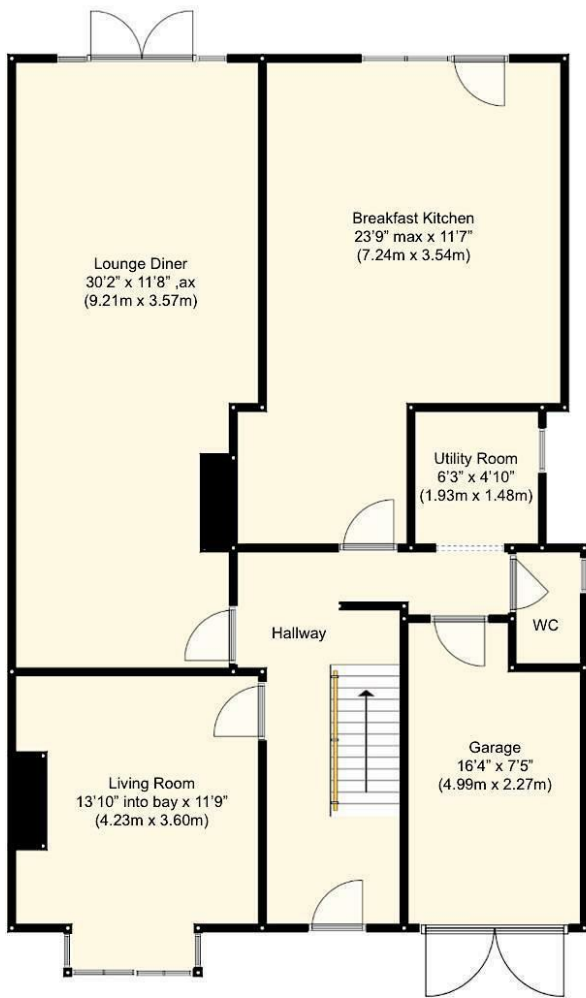 Lounge Diner
30'2" x 11'8" ,ax
(9.21m x 3.57m)
Breakfast Kitchen
23'9" max x 11'7"
(7.24m x 3.54m)
Utility Room
6'3" x 4'10"
(1.93m x 1.48m)
Hallway
WC
Living Room
13'10" into bay x 11'9"
(4.23m x 3.60m)
Garage
16'4" x 7'5"
(4.99m x 2.27m)